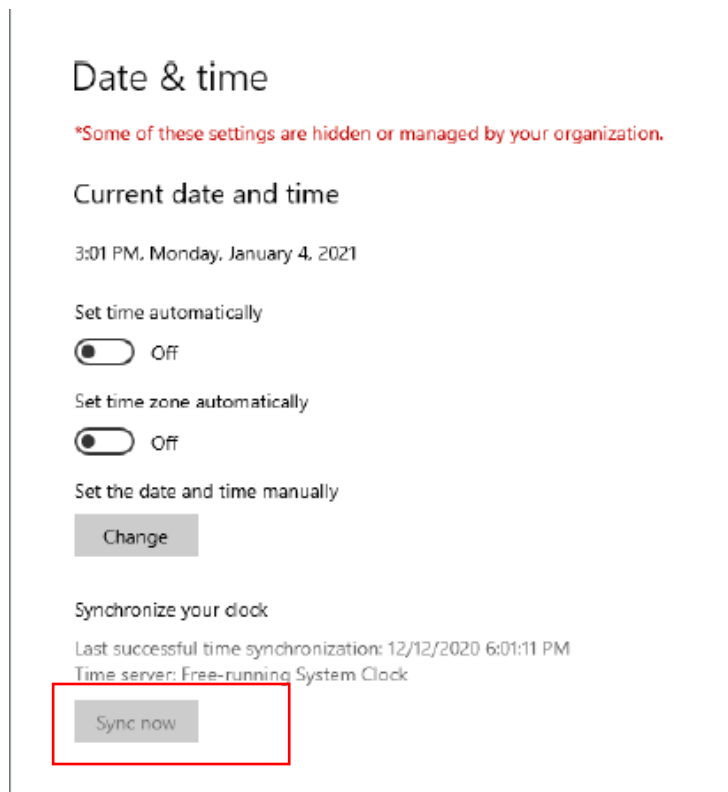 Date & time
*Some of these settings are hidden or managed by your organization.
Current date and time
3:01 PM, Monday, January 4, 2021
Set time automatically
Off
Set time zone automatically
Off
Set the date and time manually
Change
Synchronize your clock
Last successful time synchronization: 12/12/2020 6:01:11 PM
Time server: Free-running System Clock
Sync now